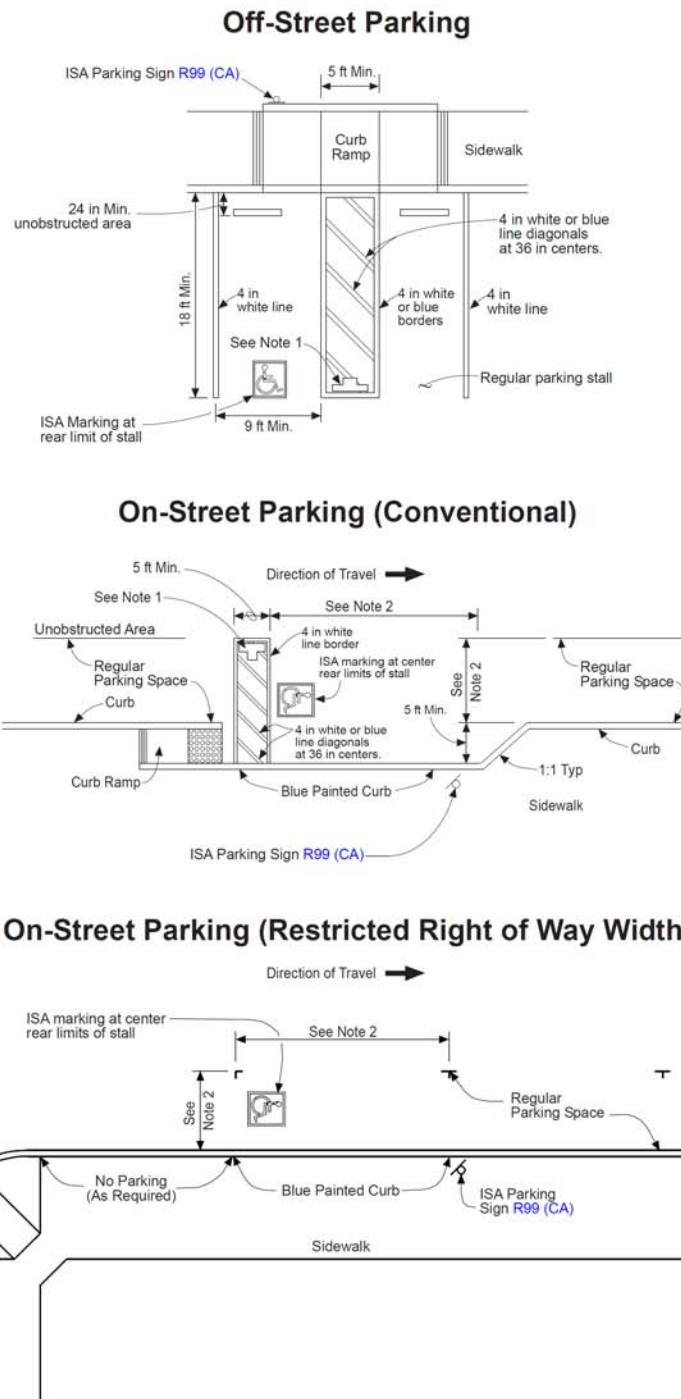 Off-Street Parking
ISA Parking Sign R99 (CA)
5 ft Min.
Curb
Ramp
Sidewalk
24 in Min.
unobstructed area
4 in white or blue
line diagonals
at 36 in centers.
18 ft Min.
4 in
white line
4 in white
or blue
borders
4 in
white line
See Note 1
Regular parking stall
ISA Marking at
rear limit of stall
9 ft Min.
On-Street Parking (Conventional)
5 ft Min.
Direction of Travel
See Note 1
See Note 2
Unobstructed Area
4 in white
line border
Regular
Parking Space
ISA marking at center
rear limits of stall
See
Note 2
Regular
Parking Space
Curb
5 ft Min.
4 in white or blue
line diagonals
at 36 in centers.
Curb
Curb Ramp
Blue Painted Curb
1:1 Typ
Sidewalk
ISA Parking Sign R99 (CA)
On-Street Parking (Restricted Right of Way Width
Direction of Travel
ISA marking at center
rear limits of stall
See Note 2
See
Note 2
Regular
Parking Space
No Parking
(As Required)
Blue Painted Curb
ISA Parking
Sign R99 (CA)
Sidewalk